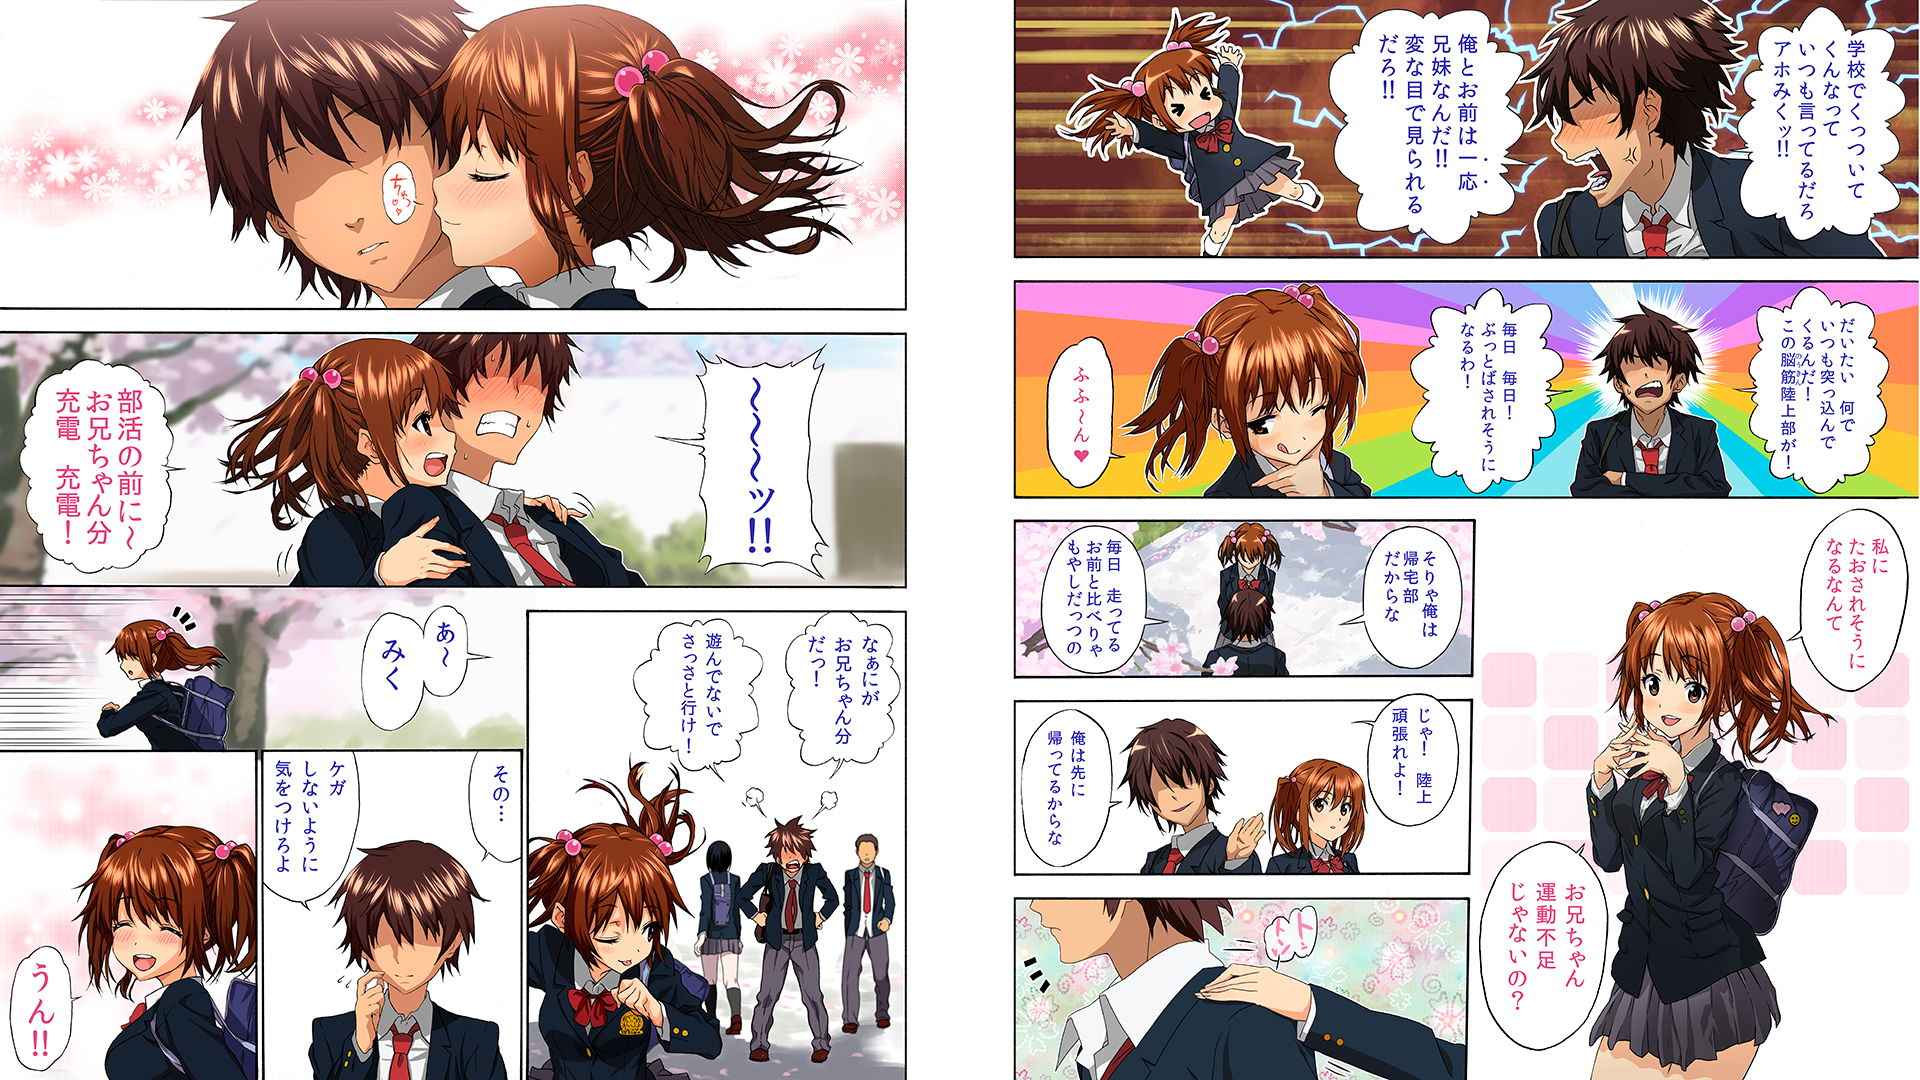 学校でくっついて
くんなって
いつも言ってるだろ
アホみくッ!!
俺とお前は一応
兄妹なんだ!!
変な目で見られる
だろ!!
だいたい 何で
いつも突っ込んで
くるんだ!
この脳筋陸上部が!
のうきん
毎日 毎日!
ぶっとばされそうに
なるわ!
ふふ〜ん♥
私に
たおされそうに
なるなんて
お兄ちゃん
運動不足
じゃないの?
そりゃ俺は
帰宅部
だからな
毎日 走ってる
お前と比べりゃ
もやしだっつの
じゃ! 陸上
頑張れよ!
俺は先に
帰ってるからな
トントン
ちゅっ
〜〜〜〜ッ!!
部活の前に〜
お兄ちゃん分
充電 充電!
なぁにが
お兄ちゃん分
だっ!
遊んでないで
さっさと行け!
あ〜
みく
その…
ケガ
しないように
気をつけろよ
うん!!